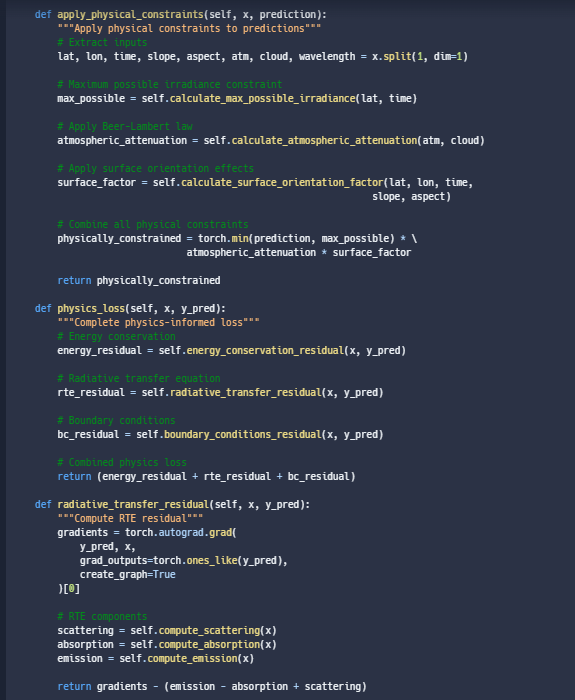 def apply_physical_constraints(self, x, prediction):
    """Apply physical constraints to predictions"""
    # Extract inputs
    lat, lon, time, slope, aspect, atm, cloud, wavelength = x.split(1, dim=1)

    # Maximum possible irradiance constraint
    max_possible = self.calculate_max_possible_irradiance(lat, time)

    # Apply Beer-Lambert law
    atmospheric_attenuation = self.calculate_atmospheric_attenuation(atm, cloud)

    # Apply surface orientation effects
    surface_factor = self.calculate_surface_orientation_factor(lat, lon, time,
                                                            slope, aspect)

    # Combine all physical constraints
    physically_constrained = torch.min(prediction, max_possible) * \
                           atmospheric_attenuation * surface_factor

    return physically_constrained

def physics_loss(self, x, y_pred):
    """Complete physics-informed loss"""
    # Energy conservation
    energy_residual = self.energy_conservation_residual(x, y_pred)

    # Radiative transfer equation
    rte_residual = self.radiative_transfer_residual(x, y_pred)

    # Boundary conditions
    bc_residual = self.boundary_conditions_residual(x, y_pred)

    # Combined physics loss
    return (energy_residual + rte_residual + bc_residual)

def radiative_transfer_residual(self, x, y_pred):
    """Compute RTE residual"""
    gradients = torch.autograd.grad(
        y_pred, x,
        grad_outputs=torch.ones_like(y_pred),
        create_graph=True
    )[0]

    # RTE components
    scattering = self.compute_scattering(x)
    absorption = self.compute_absorption(x)
    emission = self.compute_emission(x)

    return gradients - (emission - absorption + scattering)